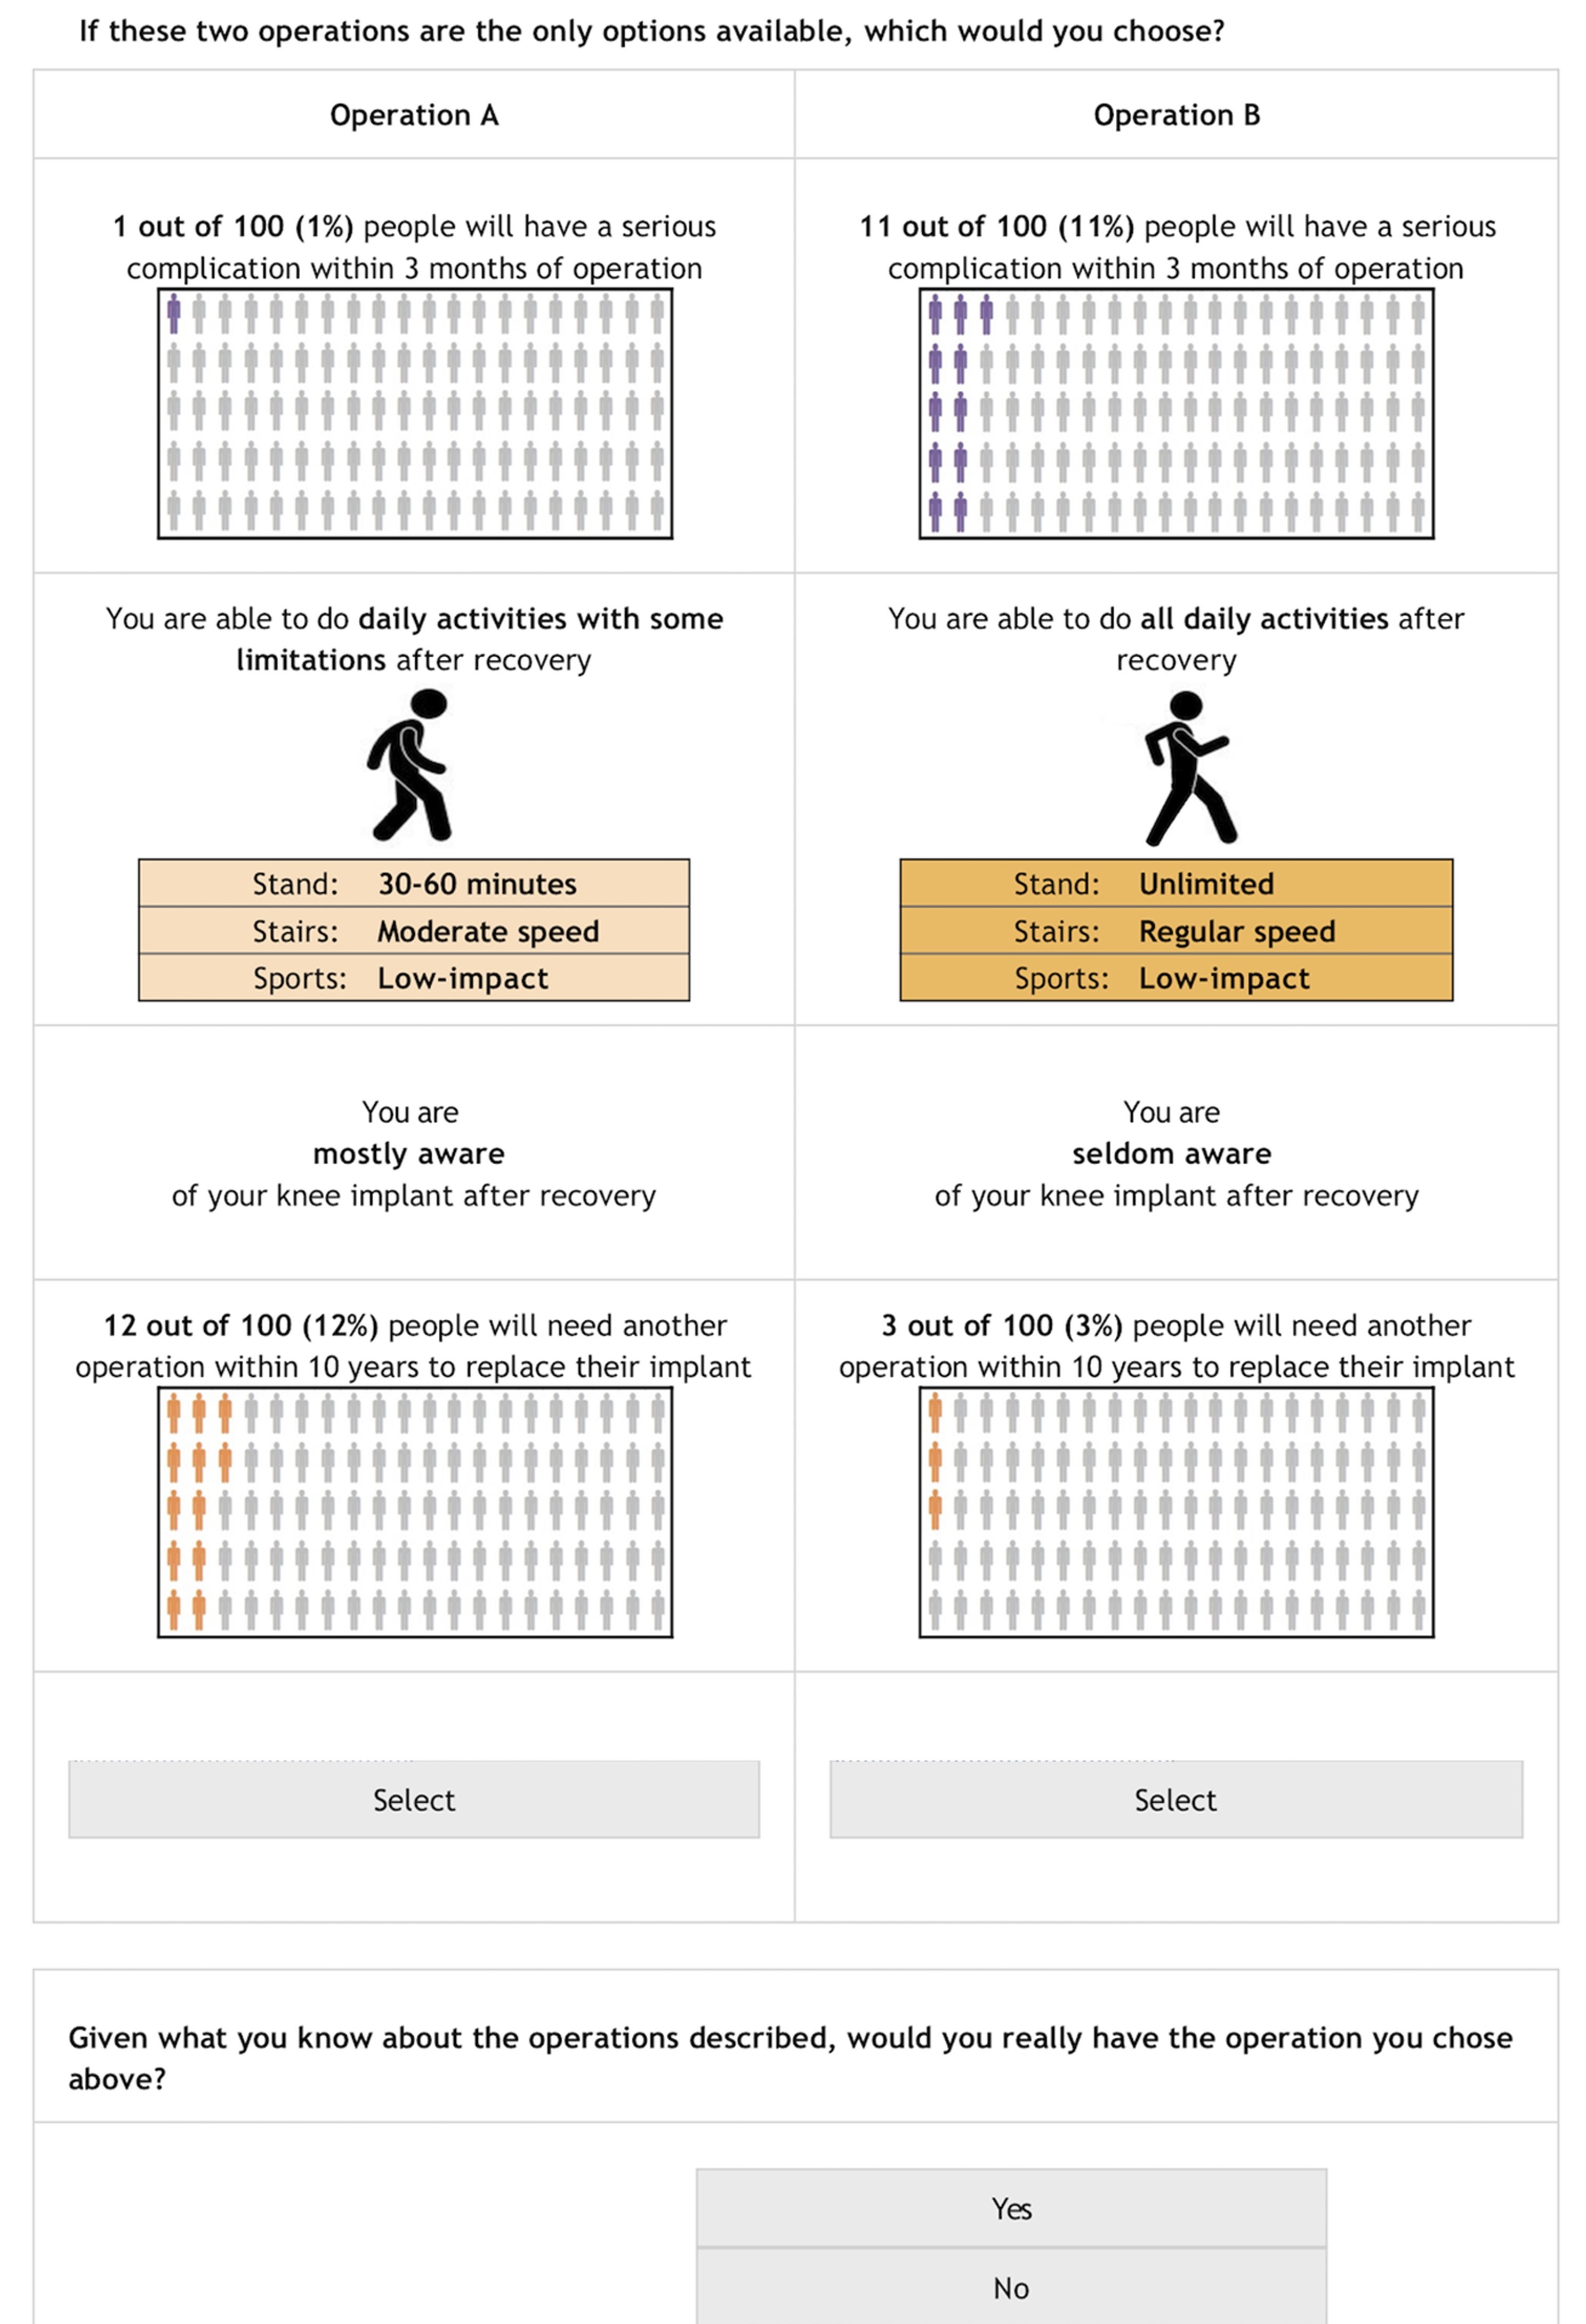 If these two operations are the only options available, which would you choose?
Operation A
Operation B
1 out of 100 (1%) people will have a serious
complication within 3 months of operation
11 out of 100 (11%) people will have a serious
complication within 3 months of operation
You are able to do daily activities with some
limitations after recovery
You are able to do all daily activities after
recovery
Stand: 30-60 minutes
Stairs: Moderate speed
Sports: Low-impact
Stand: Unlimited
Stairs: Regular speed
Sports: Low-impact
You are
mostly aware
of your knee implant after recovery
You are
seldom aware
of your knee implant after recovery
12 out of 100 (12%) people will need another
operation within 10 years to replace their implant
3 out of 100 (3%) people will need another
operation within 10 years to replace their implant
Select
Select
Given what you know about the operations described, would you really have the operation you chose
above?
Yes
No